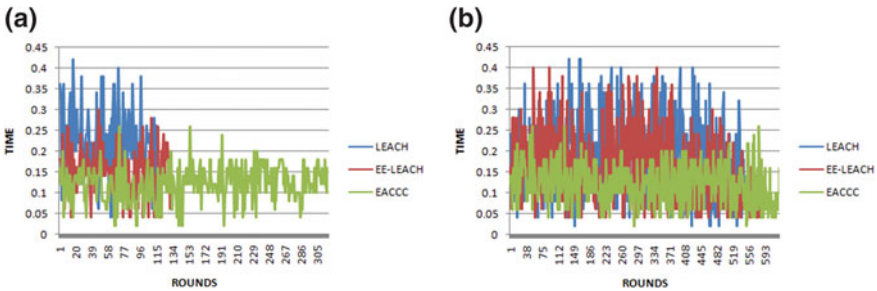 (a)
0.45
0.4
0.35
0.3
0.25
0.2
0.15
0.1
0.05
0
TIME
1 20 39 58 77 96 115 134 153 172 191 210 229 248 267 286 305
ROUNDS
LEACH
EE-LEACH
EACCC
(b)
0.45
0.4
0.35
0.3
0.25
0.2
0.15
0.1
0.05
0
TIME
1 38 75 112 149 186 223 260 297 334 371 408 445 482 519 556 593
ROUNDS
LEACH
EE-LEACH
EACCC